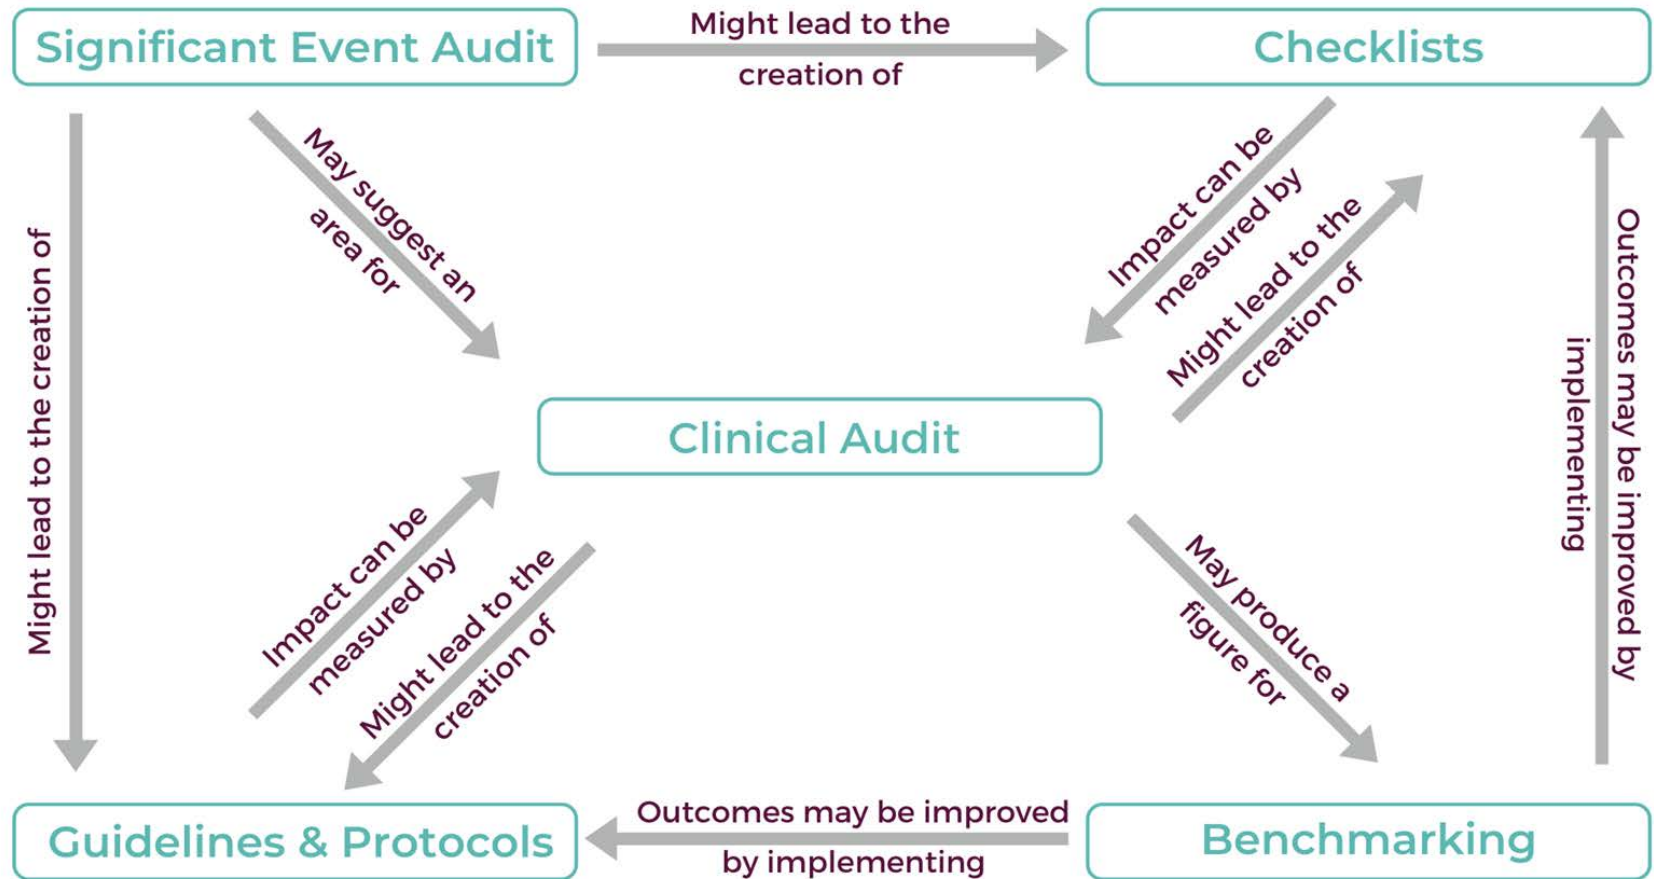 Significant Event Audit
Might lead to the
creation of
Checklists
May suggest an
area for
Impact can be
measured by
Might lead to the
creation of
Might lead to the creation of
Outcomes may be improved by
implementing
Clinical Audit
Impact can be
measured by
Might lead to the
creation of
May produce a
figure for
Guidelines & Protocols
Outcomes may be improved
by implementing
Benchmarking